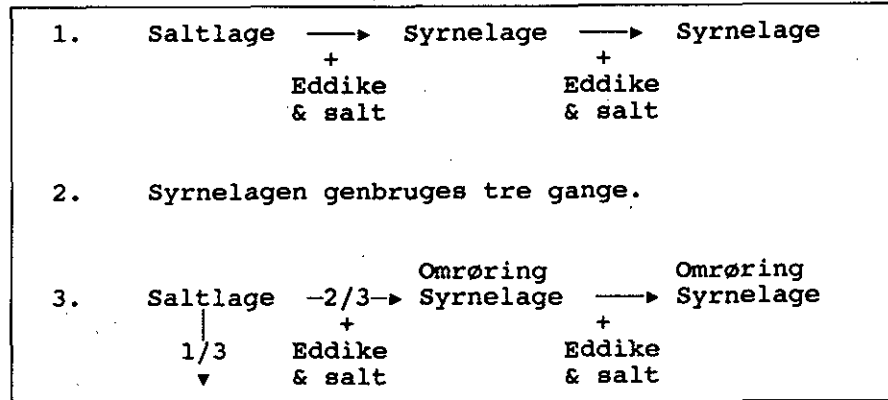 1. Saltlage → Syrnelage → Syrnelage
+ +
Eddike Eddike
& salt & salt
2. Syrnelagen genbruges tre gange.
Omrøring Omrøring
3. Saltlage —2/3→ Syrnelage → Syrnelage
+ +
1/3 Eddike Eddike
▼ & salt & salt